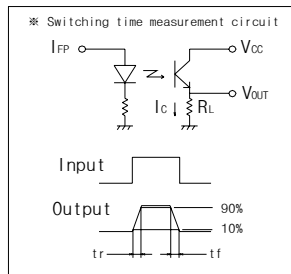 ※ Switching time measurement circuit
IFP
VCC
VOUT
IC
RL
Input
Output
90%
10%
tr
tf